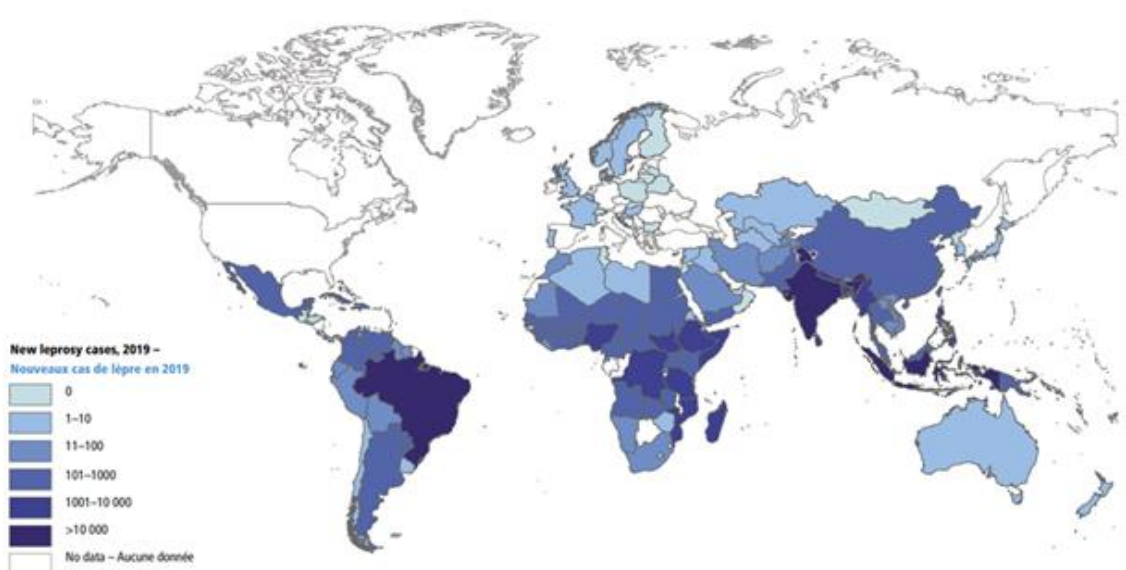 New leprosy cases, 2019 –
Nouveaux cas de lèpre en 2019
0
1–10
11–100
101–1000
1001–10 000
>10 000
No data – Aucune donnée